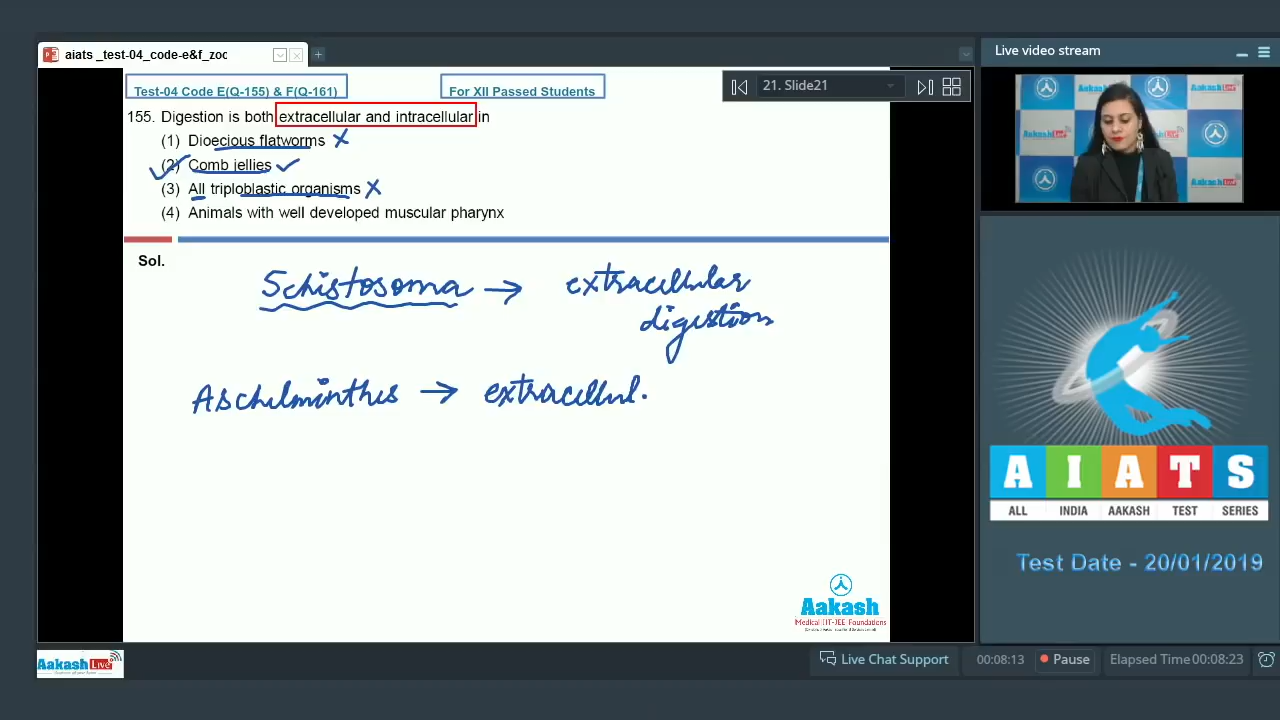 aiats _test-04_code-e&f_zoc
Live video stream
21. Slide21
Test-04 Code E(Q-155) & F(Q-161)
For XII Passed Students
155. Digestion is both extracellular and intracellular in
(1) Dioecious flatworms
(2) Comb jellies
(3) All triploblastic organisms
(4) Animals with well developed muscular pharynx
Sol.
Schistosoma → extracellular
digestion
Aschelminthes → extracellul.
AIATS
ALL INDIA AAKASH TEST SERIES
Test Date - 20/01/2019
Aakash
Medical|IIT-JEE|Foundations
Aakash Live
Live Chat Support
00:08:13
Pause
Elapsed Time 00:08:23